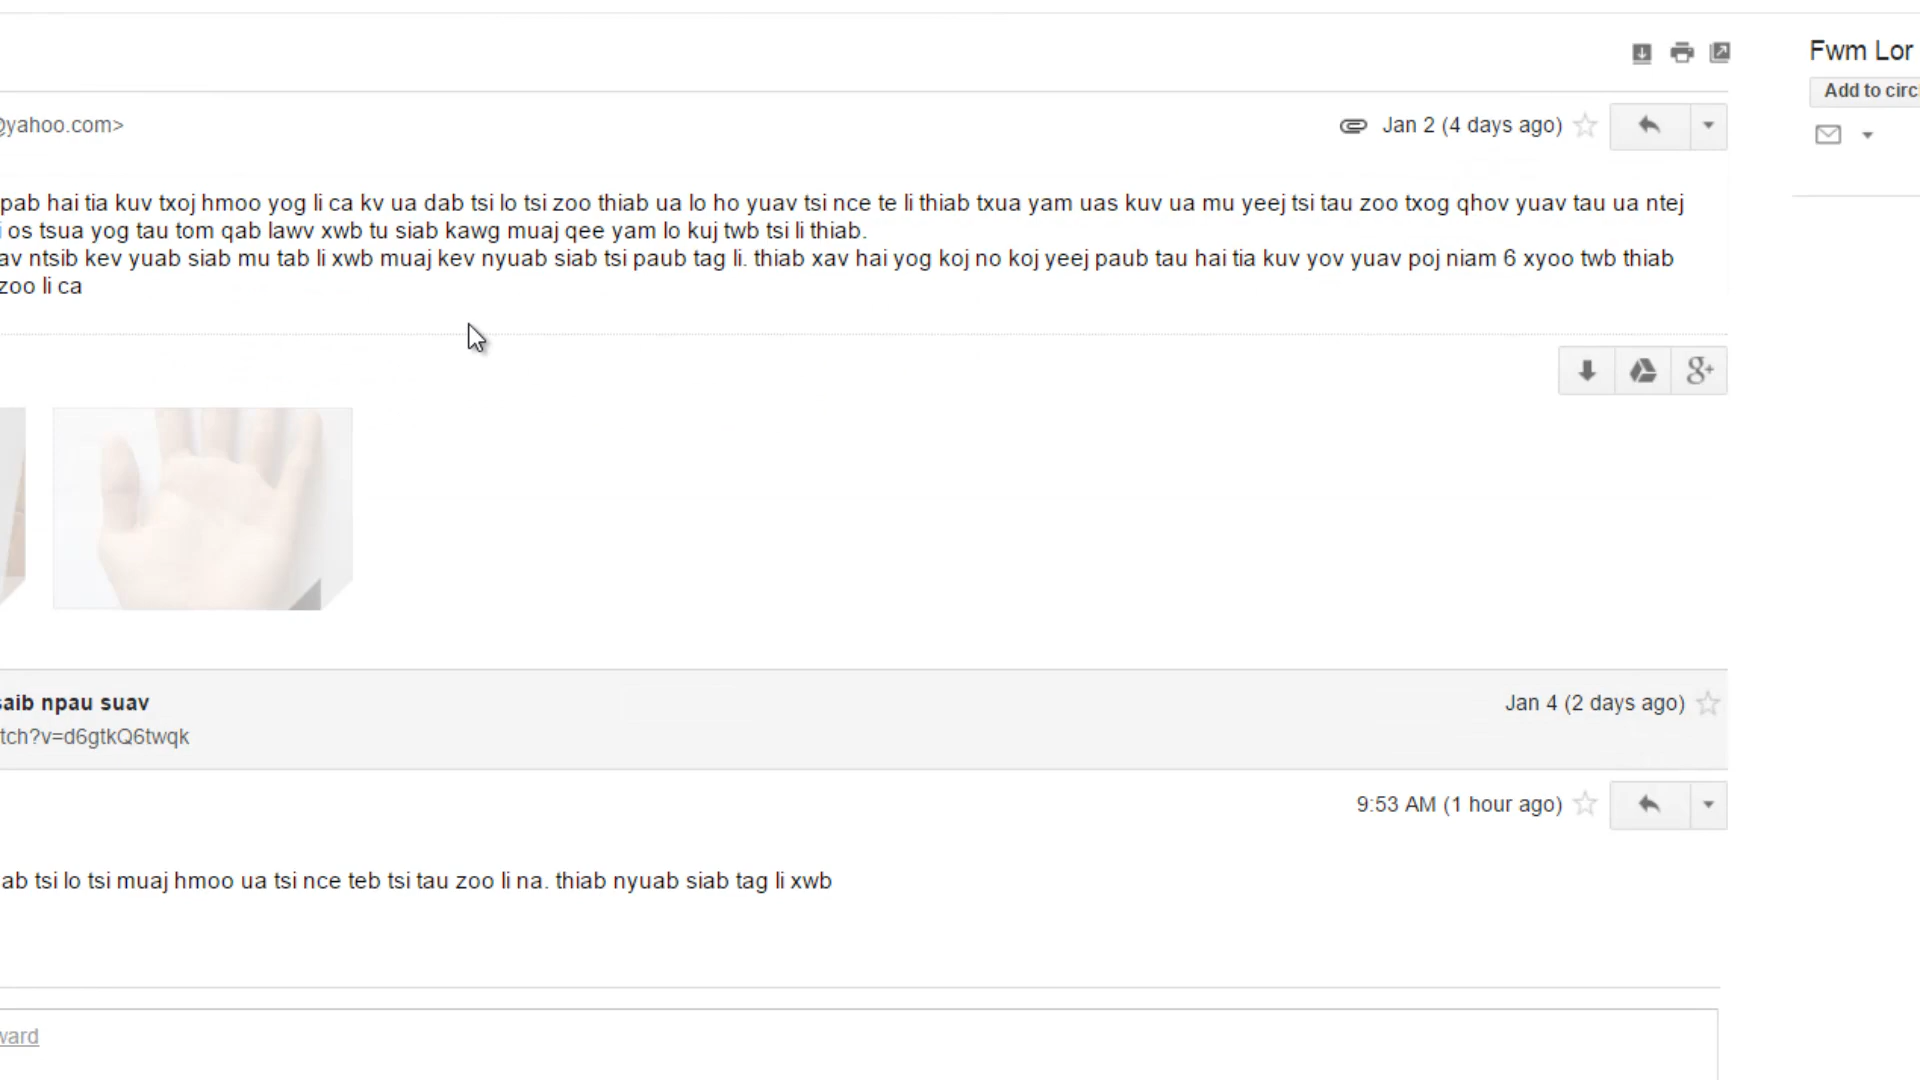 Fwm Lor
Add to circ
@yahoo.com>
Jan 2 (4 days ago)
pab hai tia kuv txoj hmoo yog li ca kv ua dab tsi lo tsi zoo thiab ua lo ho yuav tsi nce te li thiab txua yam uas kuv ua mu yeej tsi tau zoo txog qhov yuav tau ua ntej
os tsua yog tau tom qab lawv xwb tu siab kawg muaj qee yam lo kuj twb tsi li thiab.
av ntsib kev yuab siab mu tab li xwb muaj kev nyuab siab tsi paub tag li. thiab xav hai yog koj no koj yeej paub tau hai tia kuv yov yuav poj niam 6 xyoo twb thiab
zoo li ca
g+
saib npau suav
Jan 4 (2 days ago)
tch?v=d6gtkQ6twqk
9:53 AM (1 hour ago)
ab tsi lo tsi muaj hmoo ua tsi nce teb tsi tau zoo li na. thiab nyuab siab tag li xwb
ward